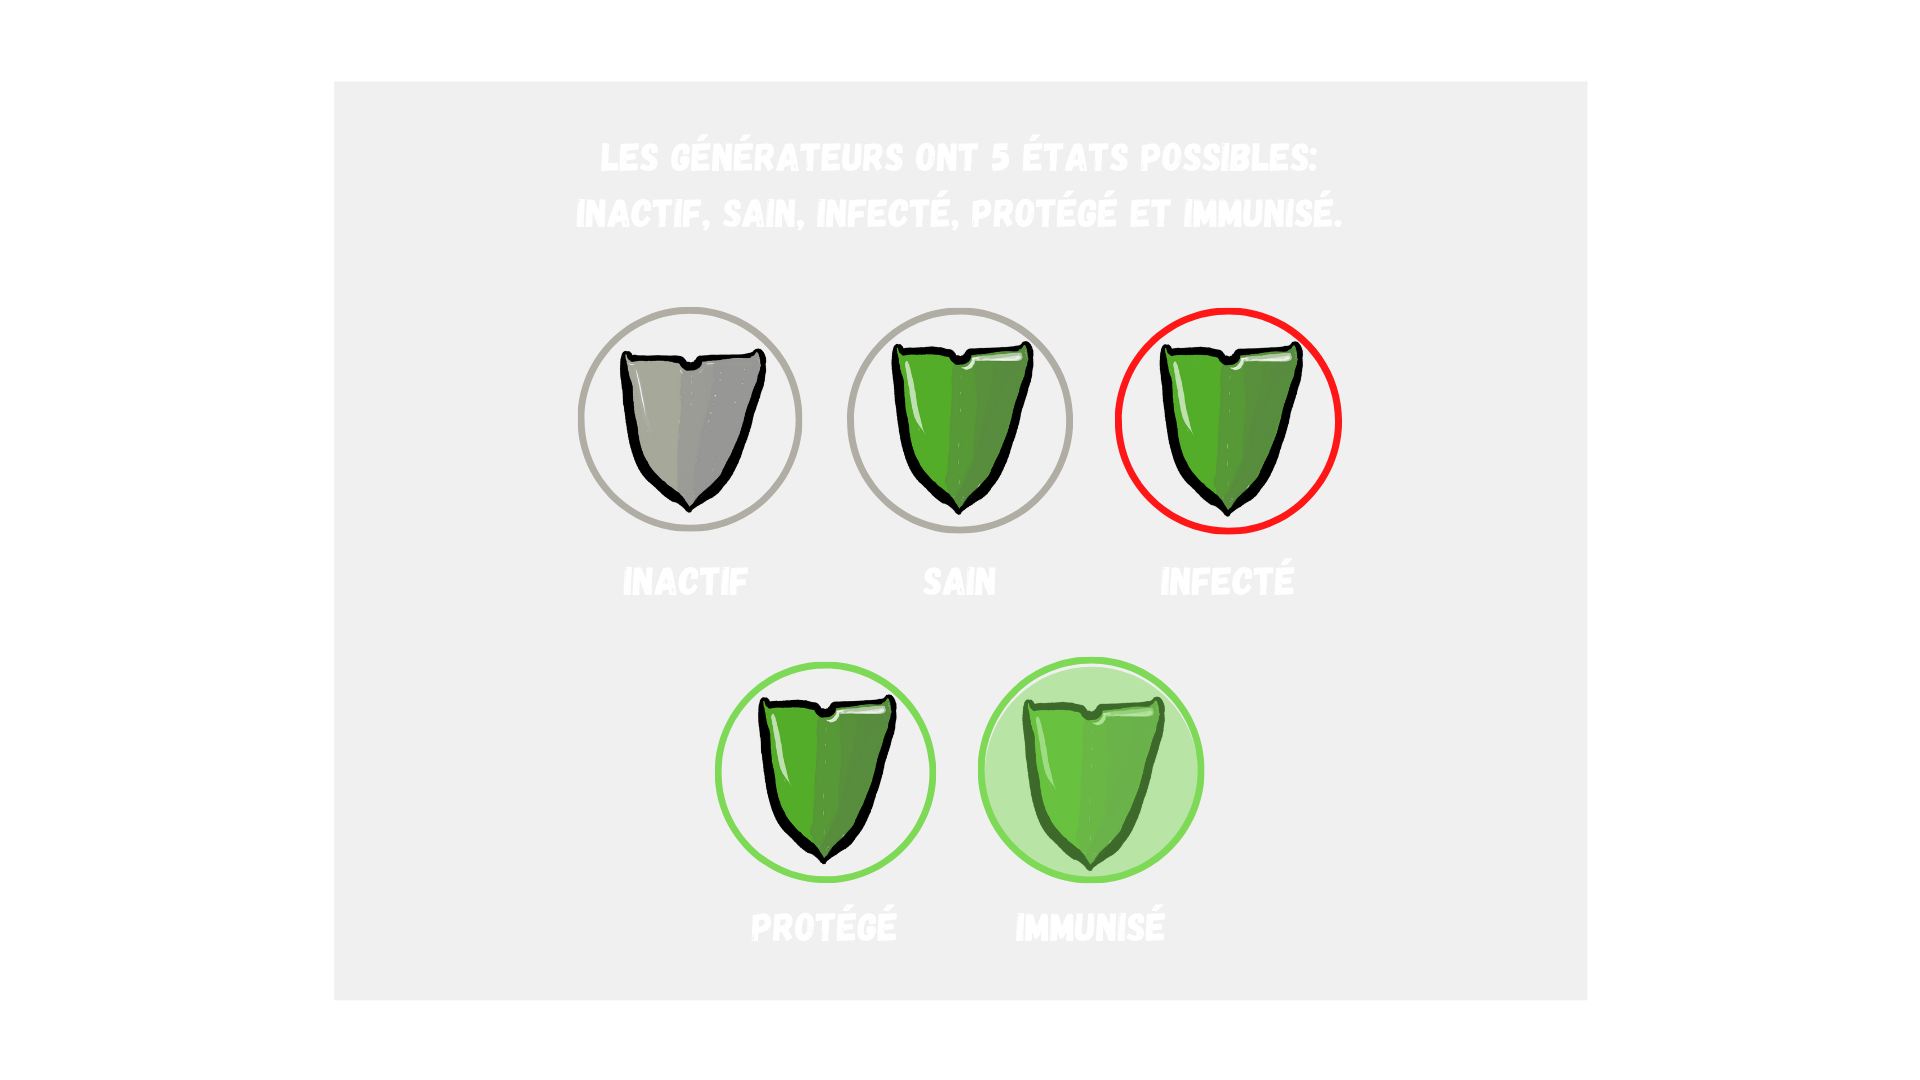 LES GÉNÉRATEURS ONT 5 ÉTATS POSSIBLES:
INACTIF, SAIN, INFECTÉ, PROTÉGÉ ET IMMUNISÉ.
INACTIF
SAIN
INFECTÉ
PROTÉGÉ
IMMUNISÉ